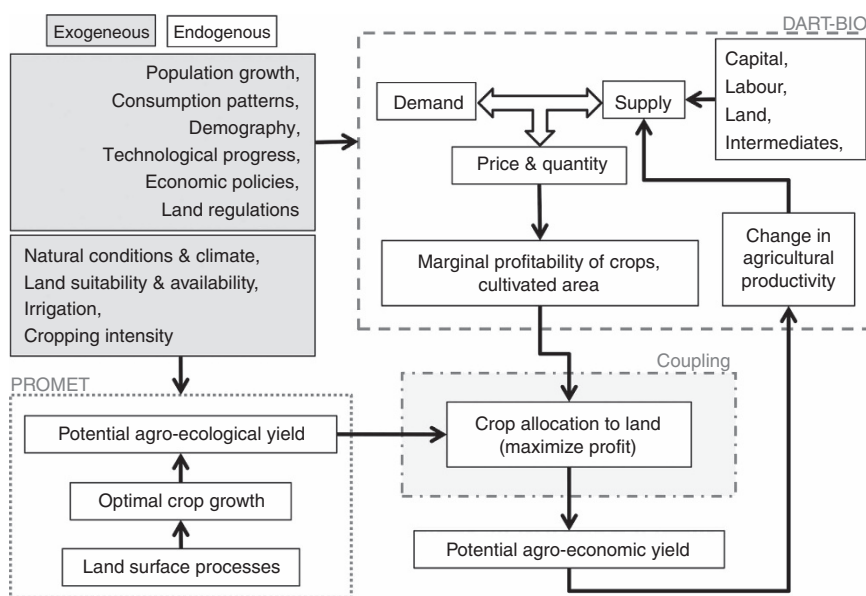 Exogeneous
Endogenous
DART-BIO
Population growth,
Consumption patterns,
Demography,
Technological progress,
Economic policies,
Land regulations
Demand
Supply
Capital,
Labour,
Land,
Intermediates,
Price & quantity
Natural conditions & climate,
Land suitability & availability,
Irrigation,
Cropping intensity
Marginal profitability of crops,
cultivated area
Change in
agricultural
productivity
Coupling
PROMET
Potential agro-ecological yield
Crop allocation to land
(maximize profit)
Optimal crop growth
Land surface processes
Potential agro-economic yield